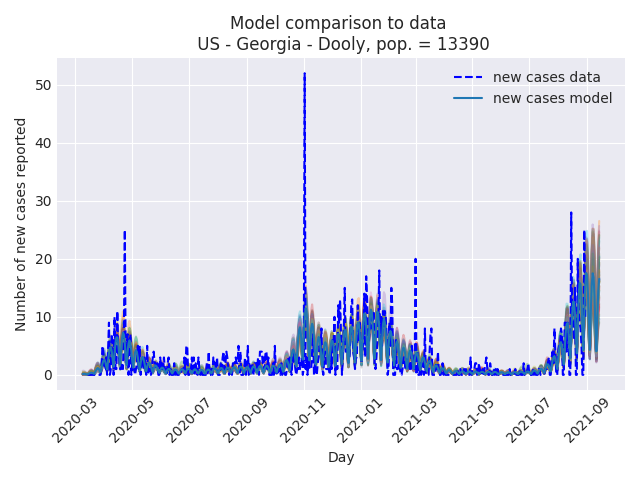 Model comparison to data
US - Georgia - Dooly, pop. = 13390
new cases data
new cases model
Number of new cases reported
50
40
30
20
10
0
2020-03
2020-05
2020-07
2020-09
2020-11
2021-01
2021-03
2021-05
2021-07
2021-09
Day